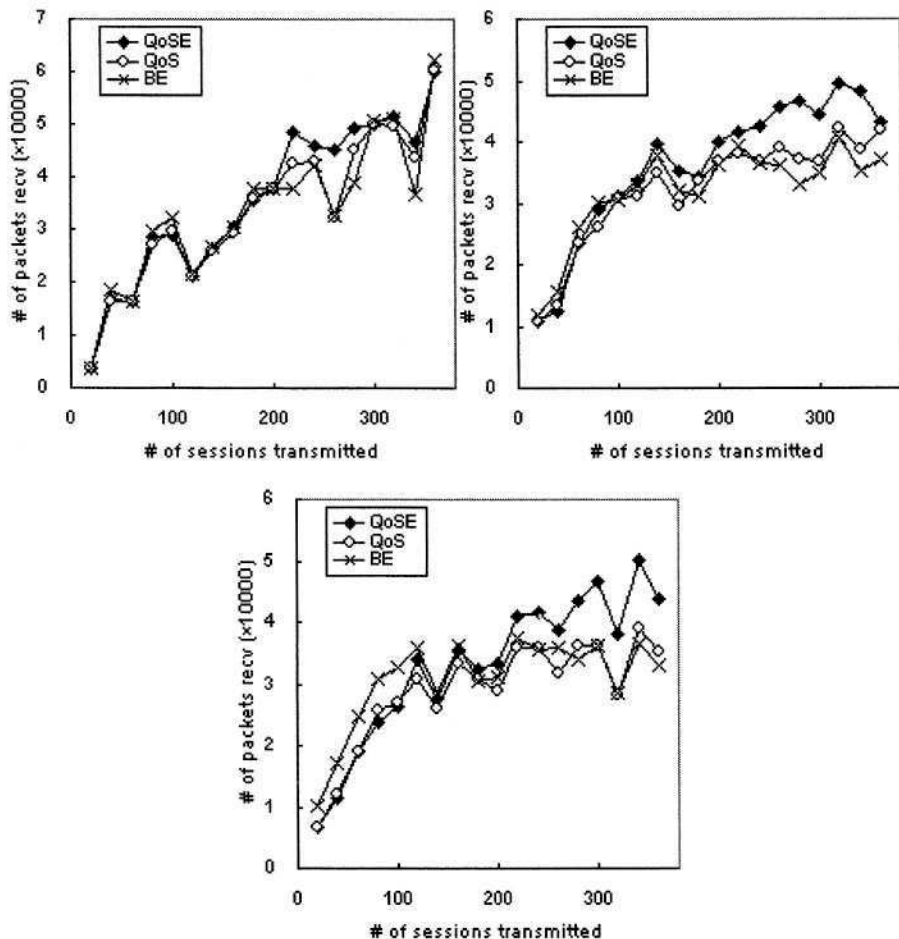 7
6
5
4
3
2
1
0
# of packets recv (×10000)
QoSE
QoS
BE
0 100 200 300
# of sessions transmitted
6
5
4
3
2
1
0
# of packets recv (×10000)
QoSE
QoS
BE
0 100 200 300
# of sessions transmitted
6
5
4
3
2
1
0
# of packets recv (×10000)
QoSE
QoS
BE
0 100 200 300
# of sessions transmitted